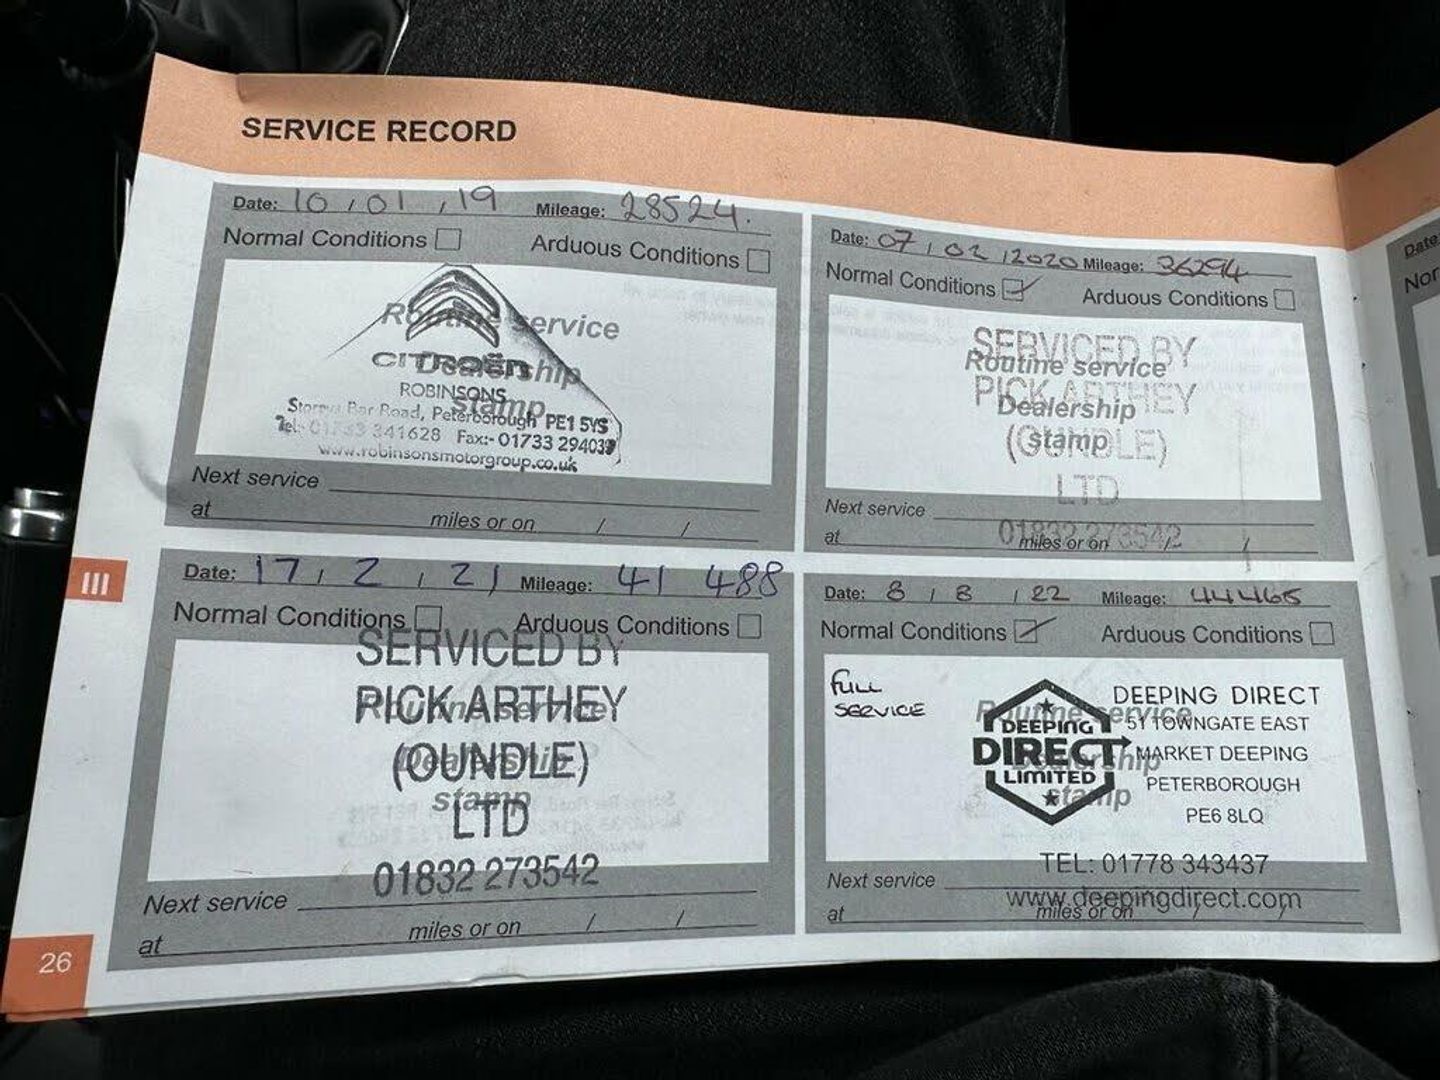 SERVICE RECORD
Date: 10 / 01 / 19 Mileage: 28524.
Normal Conditions Arduous Conditions
Routine service
CITROËN
Dealership
ROBINSONS
stamp
Storeys Bar Road, Peterborough PE1 5YS
Tel:- 01733 341628 Fax:- 01733 294039
www.robinsonsmotorgroup.co.uk
Next service
at miles or on / /
Date: 07 / 02 / 2020 Mileage: 36294
Normal Conditions Arduous Conditions
SERVICED BY
Routine service
PICK ARTHEY
Dealership
(OUNDLE)
stamp
LTD
Next service
01832 273542
at miles or on / /
III
Date: 17 / 2 / 21 Mileage: 41 488
Normal Conditions Arduous Conditions
SERVICED BY
PICK ARTHEY
Routine service
(OUNDLE)
Dealership
stamp
LTD
01832 273542
Next service
at miles or on / /
Date: 8 / 8 / 22 Mileage: 44465
Normal Conditions Arduous Conditions
FULL
SERVICE
Routine service
Dealership
stamp
DEEPING
DIRECT
LIMITED
DEEPING DIRECT
51 TOWNGATE EAST
MARKET DEEPING
PETERBOROUGH
PE6 8LQ
TEL: 01778 343437
Next service
www.deepingdirect.com
at miles or on / /
26
Date
Nor